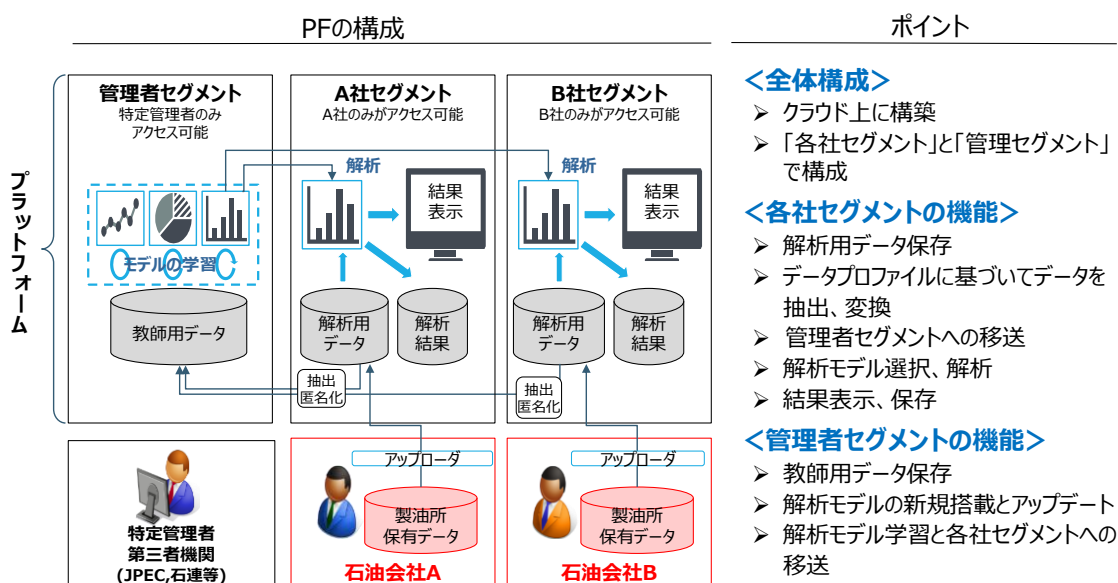 PFの構成
ポイント
プラットフォーム
管理者セグメント
特定管理者のみ
アクセス可能
モデルの学習
教師用データ
A社セグメント
A社のみがアクセス可能
解析
結果
表示
解析用
データ
解析
結果
抽出
匿名化
B社セグメント
B社のみがアクセス可能
解析
結果
表示
解析用
データ
解析
結果
抽出
匿名化
特定管理者
第三者機関
(JPEC,石連等)
アップローダ
製油所
保有データ
石油会社A
アップローダ
製油所
保有データ
石油会社B
<全体構成>
➢ クラウド上に構築
➢ 「各社セグメント」と「管理セグメント」
で構成
<各社セグメントの機能>
➢ 解析用データ保存
➢ データプロファイルに基づいてデータを
抽出、変換
➢ 管理者セグメントへの移送
➢ 解析モデル選択、解析
➢ 結果表示、保存
<管理者セグメントの機能>
➢ 教師用データ保存
➢ 解析モデルの新規搭載とアップデート
➢ 解析モデル学習と各社セグメントへの
移送